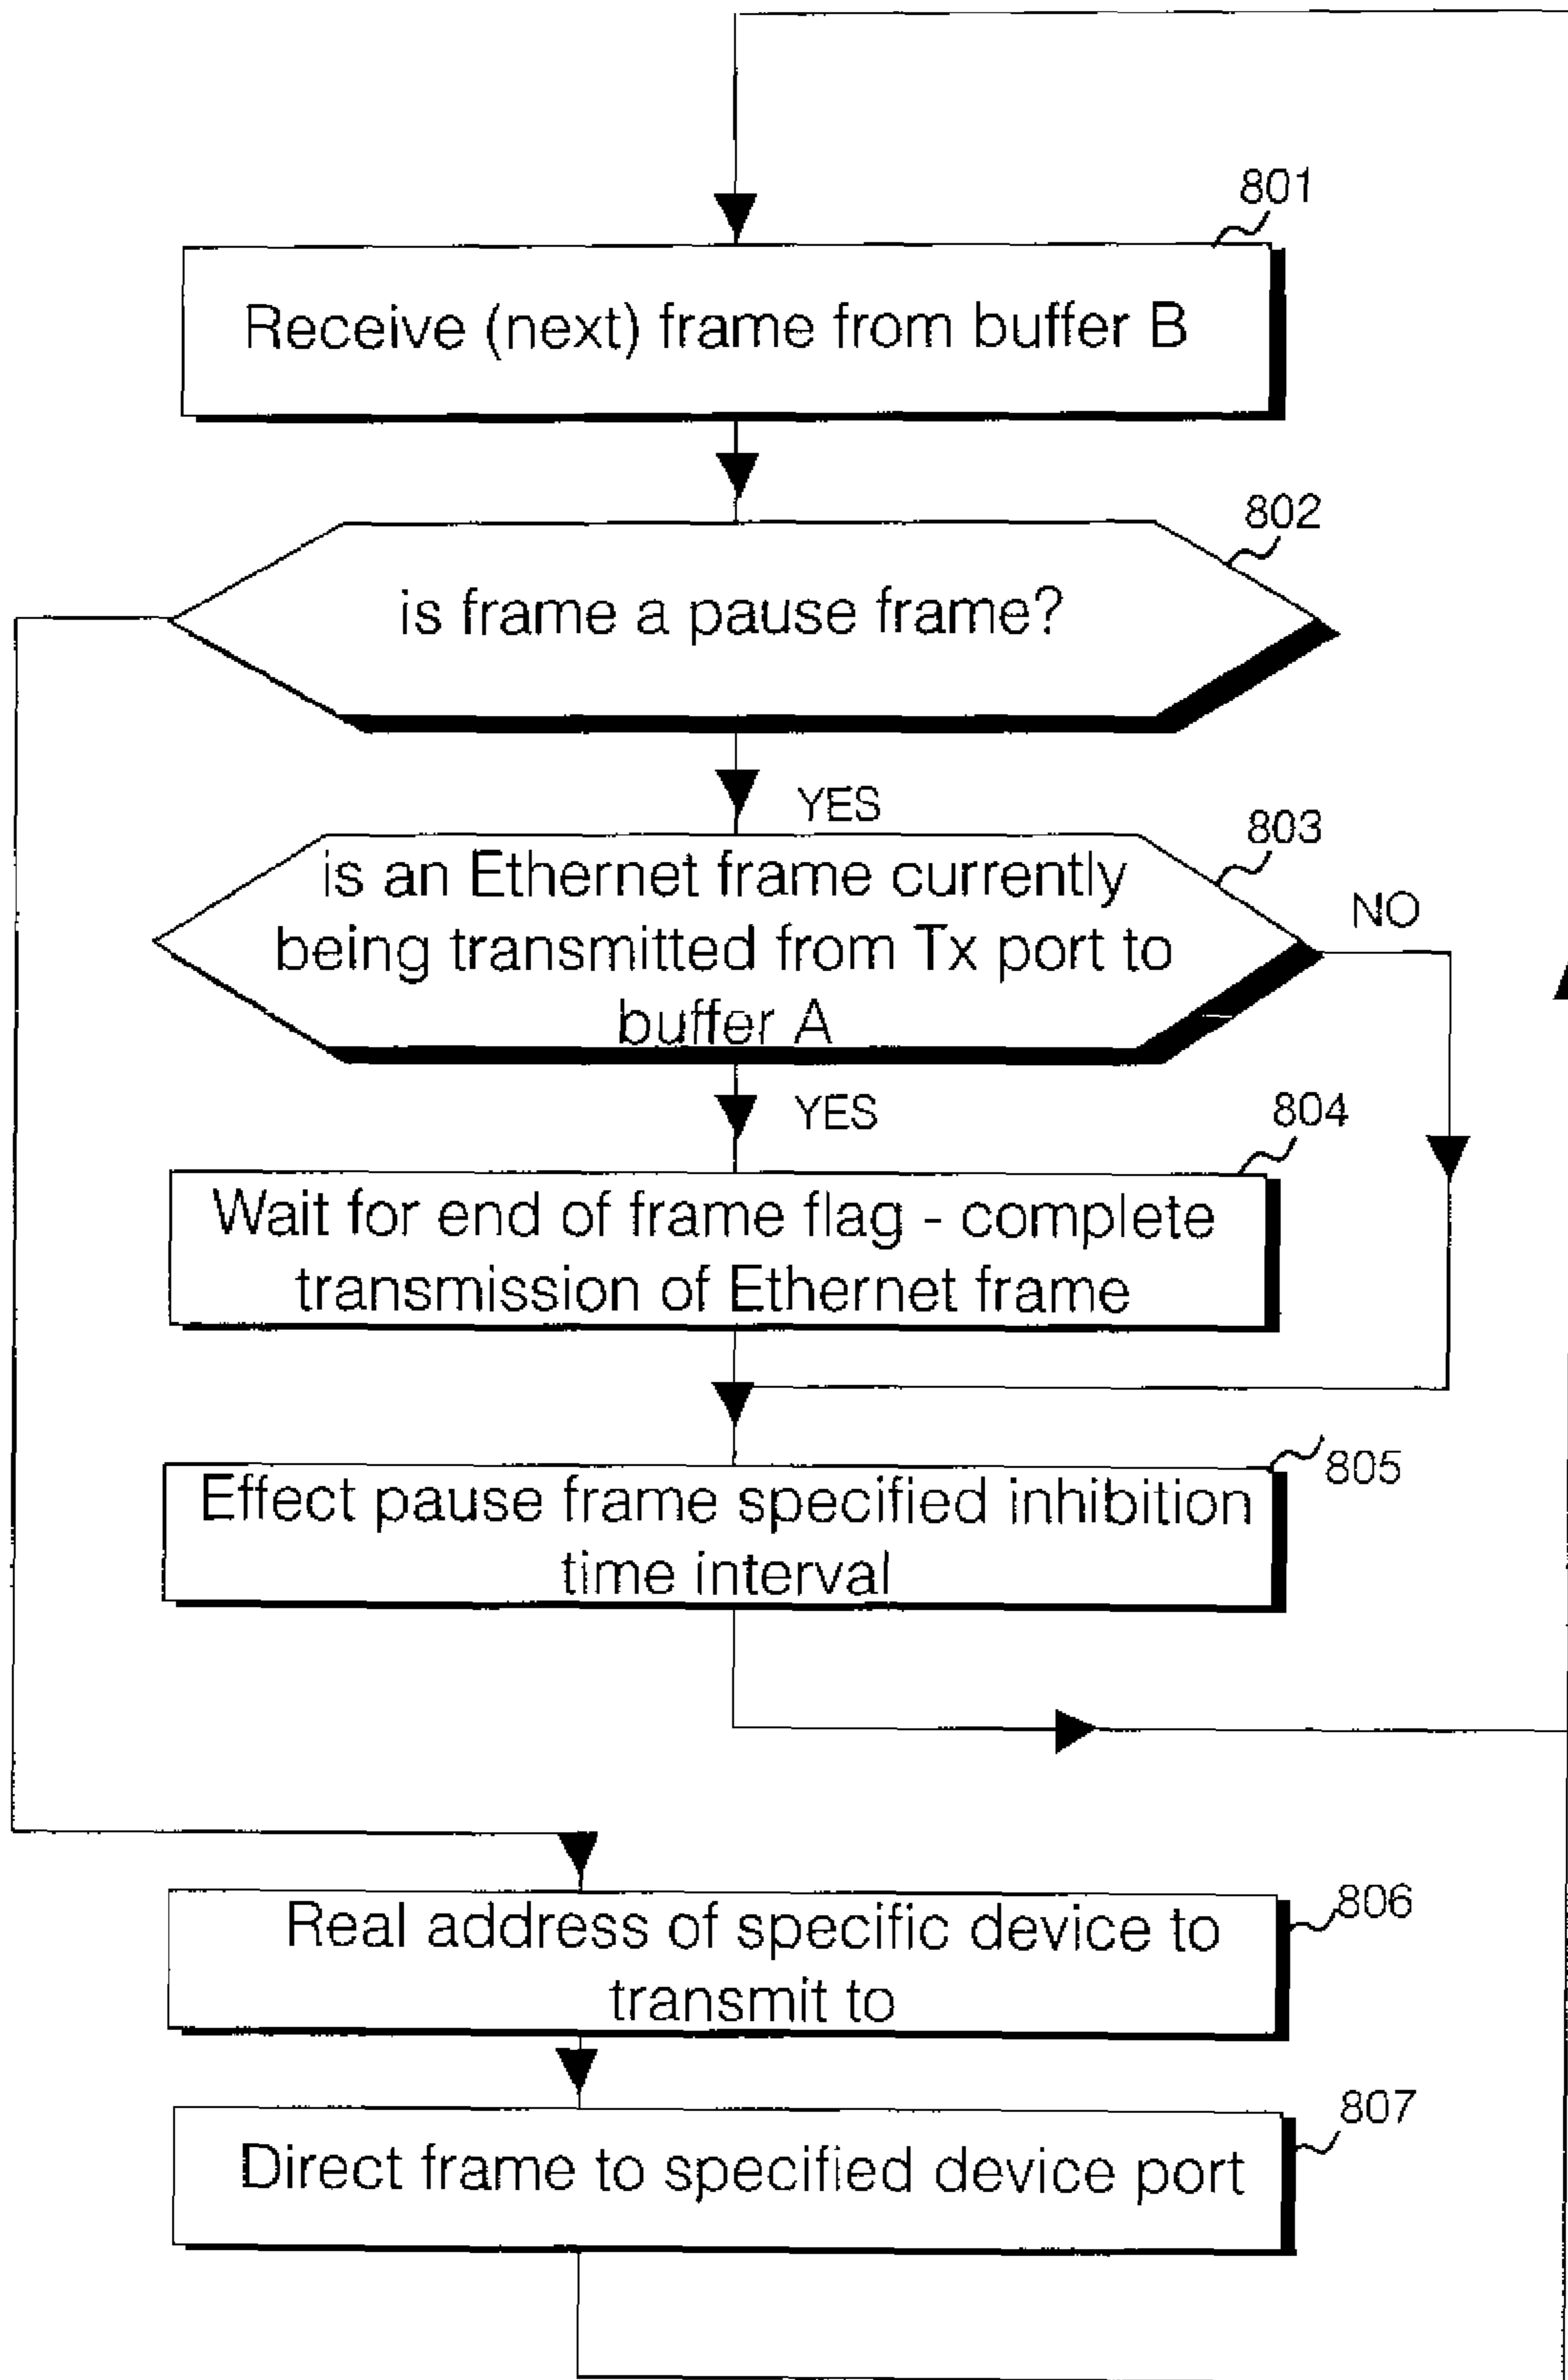 801
Receive (next) frame from buffer B
802
is frame a pause frame?
YES
803
is an Ethernet frame currently
being transmitted from Tx port to
buffer A
NO
YES
804
Wait for end of frame flag - complete
transmission of Ethernet frame
805
Effect pause frame specified inhibition
time interval
806
Real address of specific device to
transmit to
807
Direct frame to specified device port